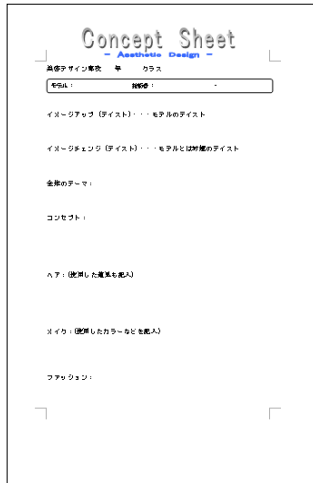 Concept Sheet
- Aesthetic Design -
美容デザイン専攻　年　クラス
モデル：
イメージアップ（テイスト）・・・モデルのテイスト
イメージチェンジ（テイスト）・・・モデルとは対極のテイスト
全体のテーマ：
コンセプト：
ヘア：(使用した道具も記入)
メイク：(使用したカラーなどを記入)
ファッション：